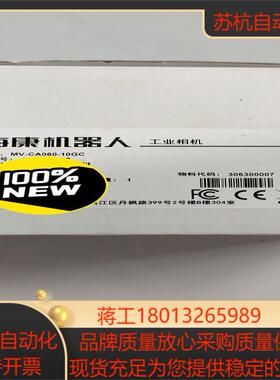 苏杭自动
海康机器人
工业相机
MV-CA060-10GC
物料代码：
306300007
100%
NEW
量：1
江区丹枫路399号2号楼B楼304室
蒋工18013265989
自动化 品牌质量放心采购质量保
开票 现货充足为您提供稳定的